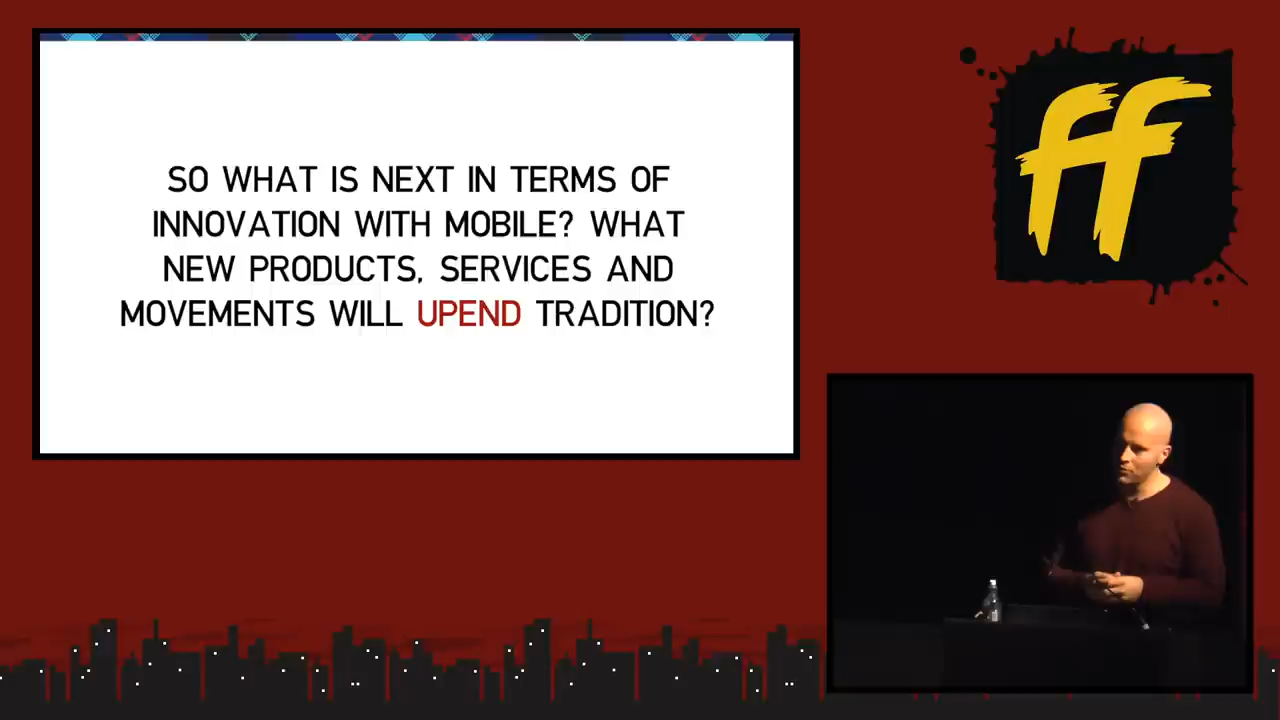 SO WHAT IS NEXT IN TERMS OF
INNOVATION WITH MOBILE? WHAT
NEW PRODUCTS, SERVICES AND
MOVEMENTS WILL UPEND TRADITION?
ff